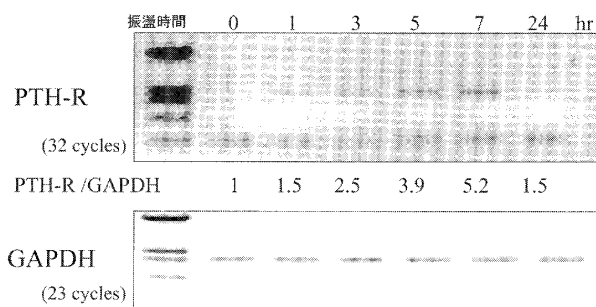 振盪時間 0 1 3 5 7 24 hr
PTH-R
(32 cycles)
PTH-R /GAPDH 1 1.5 2.5 3.9 5.2 1.5
GAPDH
(23 cycles)